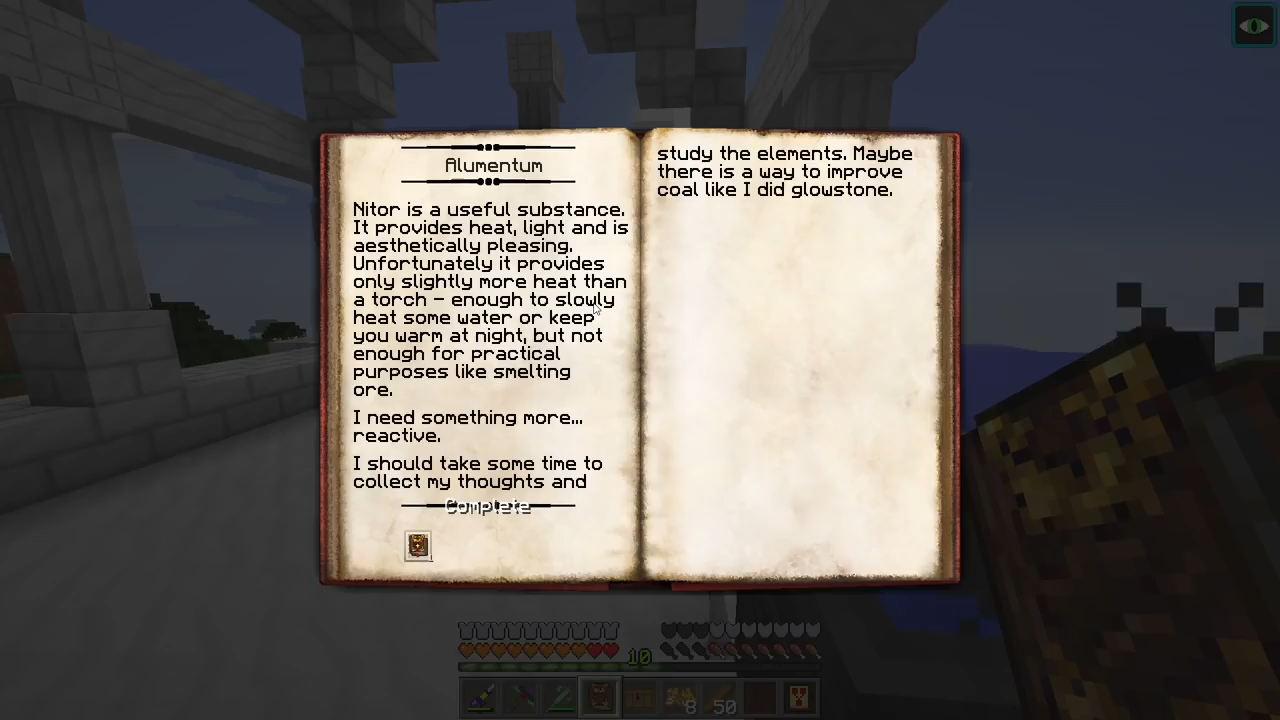 Alumentum
Nitor is a useful substance.
It provides heat, light and is
aesthetically pleasing.
Unfortunately it provides
only slightly more heat than
a torch - enough to slowly
heat some water or keep
you warm at night, but not
enough for practical
purposes like smelting
ore.
I need something more...
reactive.
I should take some time to
collect my thoughts and
Complete
study the elements. Maybe
there is a way to improve
coal like I did glowstone.
10
8
50